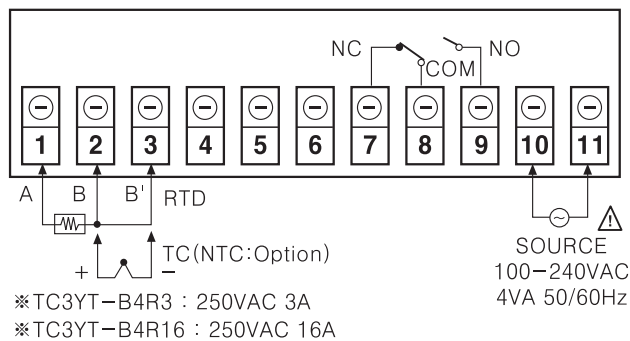 NC NO
COM
1 2 3 4 5 6 7 8 9 10 11
A B B' RTD
TC(NTC:Option)
+ −
SOURCE
100−240VAC
4VA 50/60Hz
※TC3YT−B4R3 : 250VAC 3A
※TC3YT−B4R16 : 250VAC 16A